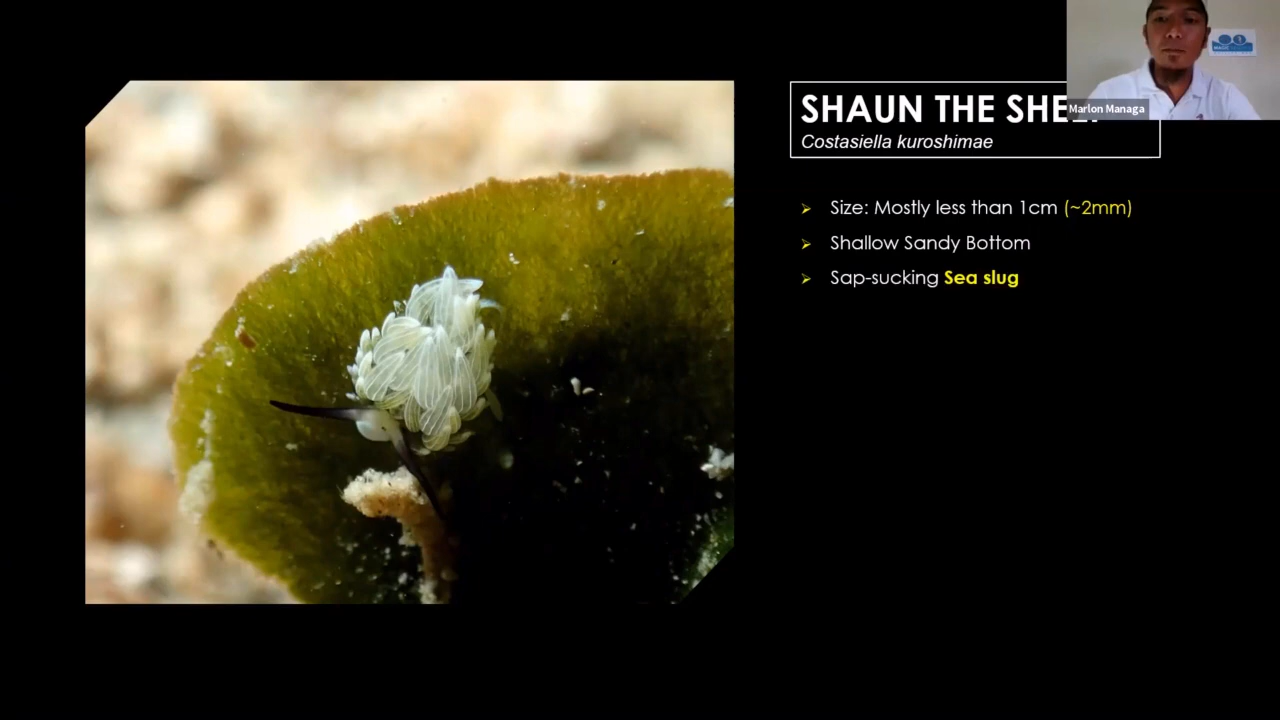 SHAUN THE
Costasiella kuroshimae
Marlon Managa
➢ Size: Mostly less than 1cm (~2mm)
➢ Shallow Sandy Bottom
➢ Sap-sucking Sea slug